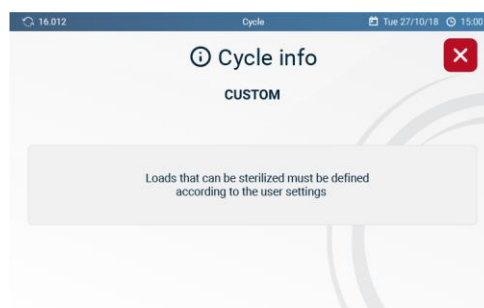 16.012 Cycle Tue 27/10/18 15:00
Cycle info
CUSTOM
Loads that can be sterilized must be defined
according to the user settings